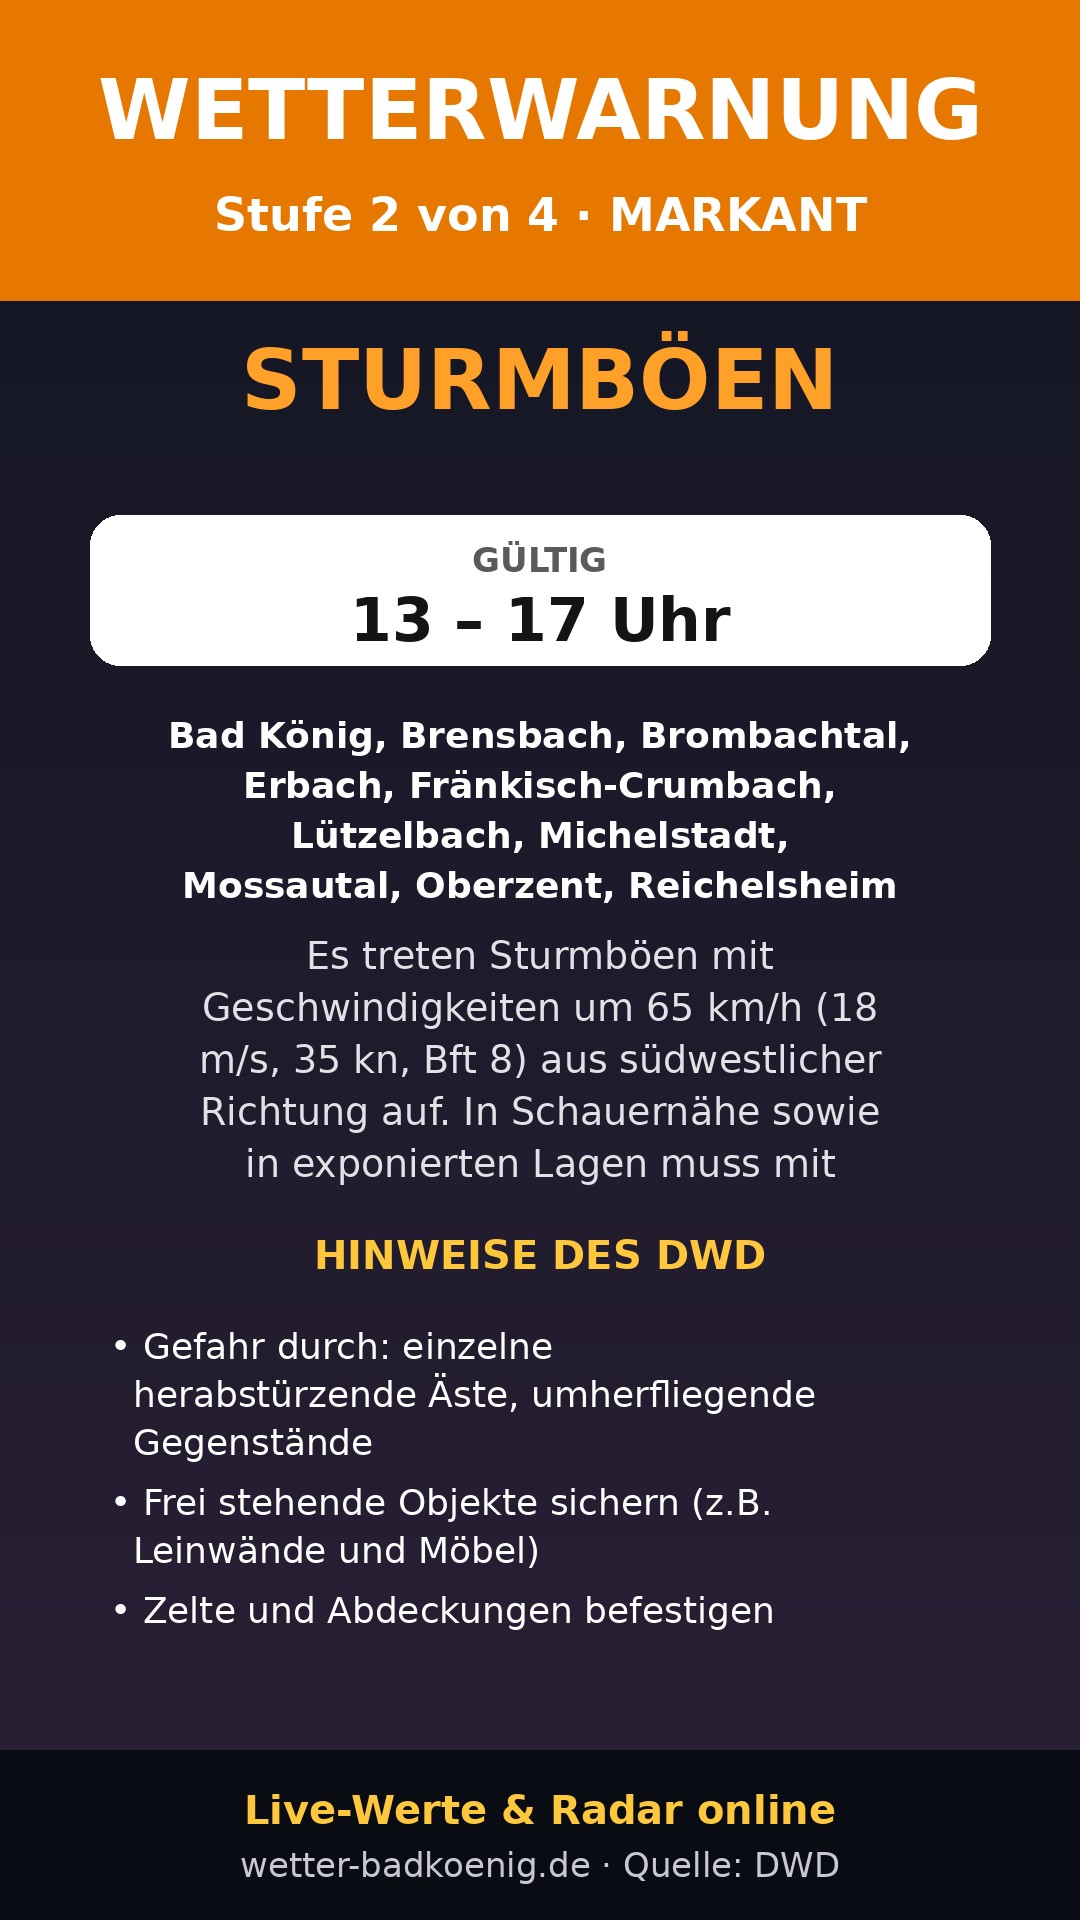 WETTERWARNUNG
Stufe 2 von 4 · MARKANT
STURMBÖEN
GÜLTIG
13 – 17 Uhr
Bad König, Brensbach, Brombachtal,
Erbach, Fränkisch-Crumbach,
Lützelbach, Michelstadt,
Mossautal, Oberzent, Reichelsheim
Es treten Sturmböen mit
Geschwindigkeiten um 65 km/h (18
m/s, 35 kn, Bft 8) aus südwestlicher
Richtung auf. In Schauernähe sowie
in exponierten Lagen muss mit
HINWEISE DES DWD
• Gefahr durch: einzelne
herabstürzende Äste, umherfliegende
Gegenstände
• Frei stehende Objekte sichern (z.B.
Leinwände und Möbel)
• Zelte und Abdeckungen befestigen
Live-Werte & Radar online
wetter-badkoenig.de · Quelle: DWD